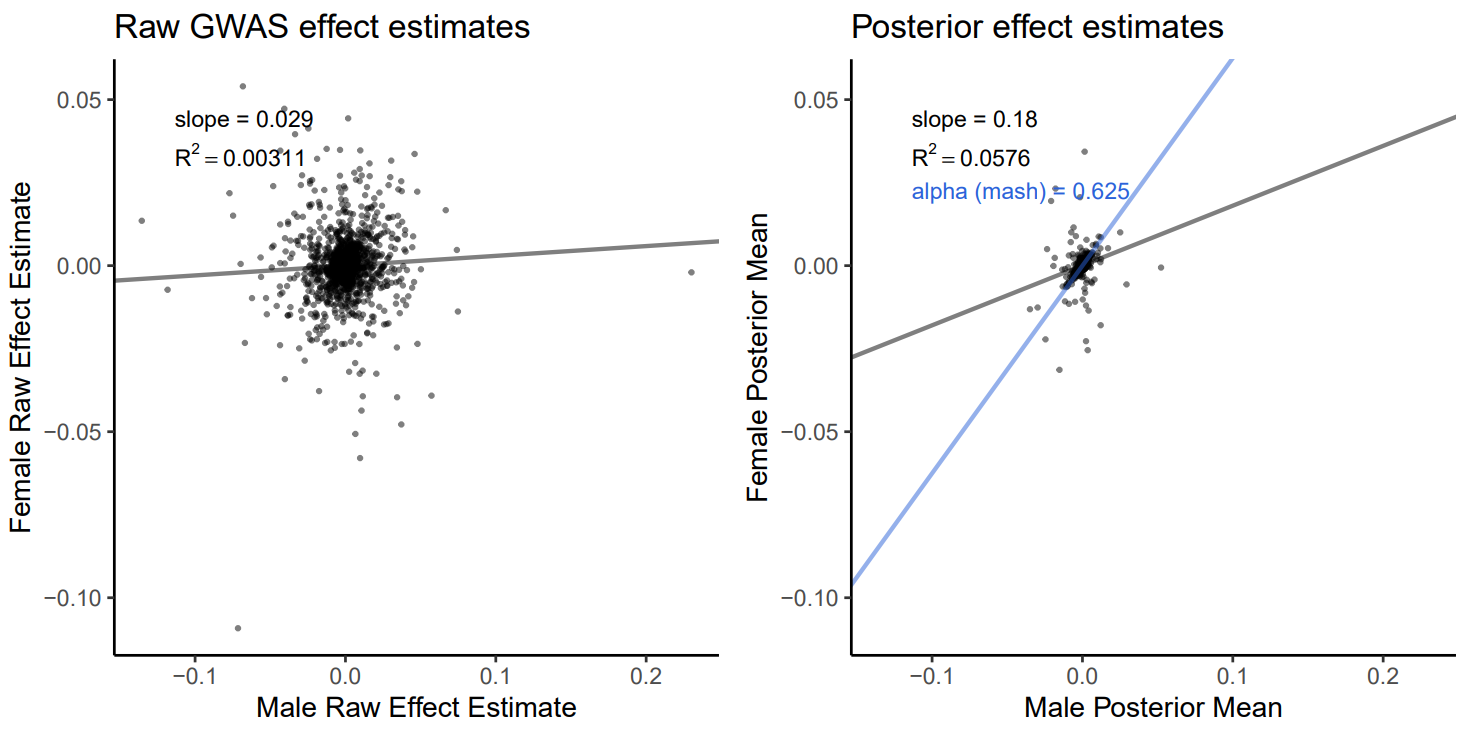 Raw GWAS effect estimates
slope = 0.029
R² = 0.00311
0.05
0.00
−0.05
−0.10
Female Raw Effect Estimate
−0.1
0.0
0.1
0.2
Male Raw Effect Estimate
Posterior effect estimates
slope = 0.18
R² = 0.0576
alpha (mash) = 0.625
0.05
0.00
−0.05
−0.10
Female Posterior Mean
−0.1
0.0
0.1
0.2
Male Posterior Mean